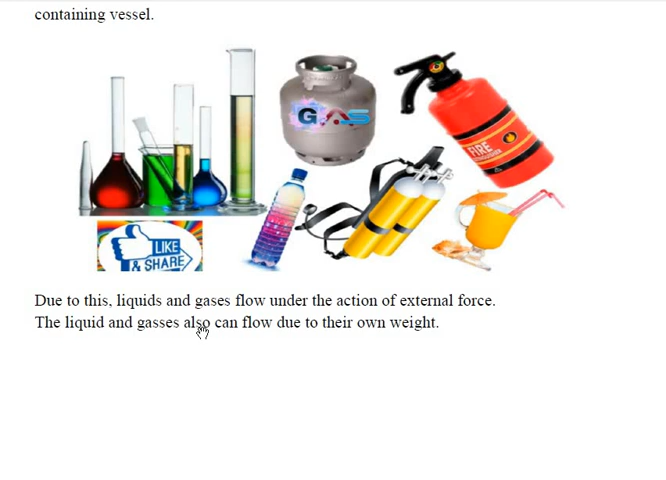 containing vessel.
GAS
FIRE
EXTINGUISHER
LIKE
& SHARE
Due to this, liquids and gases flow under the action of external force.
The liquid and gasses also can flow due to their own weight.